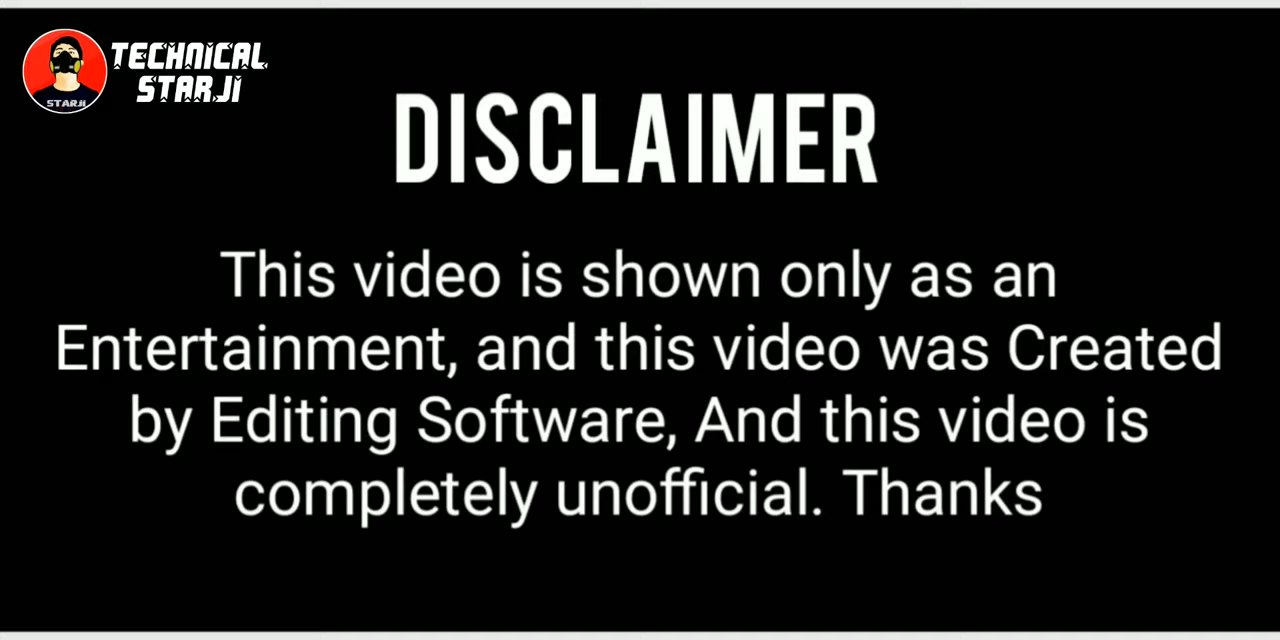 TECHNICAL
STARJI
STARJI
DISCLAIMER
This video is shown only as an
Entertainment, and this video was Created
by Editing Software, And this video is
completely unofficial. Thanks